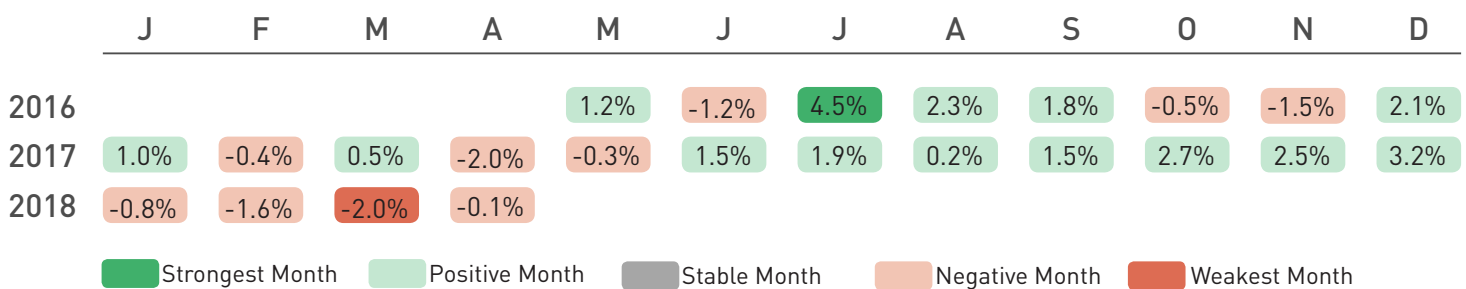 J F M A M J J A S O N D
2016 1.2% -1.2% 4.5% 2.3% 1.8% -0.5% -1.5% 2.1%
2017 1.0% -0.4% 0.5% -2.0% -0.3% 1.5% 1.9% 0.2% 1.5% 2.7% 2.5% 3.2%
2018 -0.8% -1.6% -2.0% -0.1%
Strongest Month Positive Month Stable Month Negative Month Weakest Month